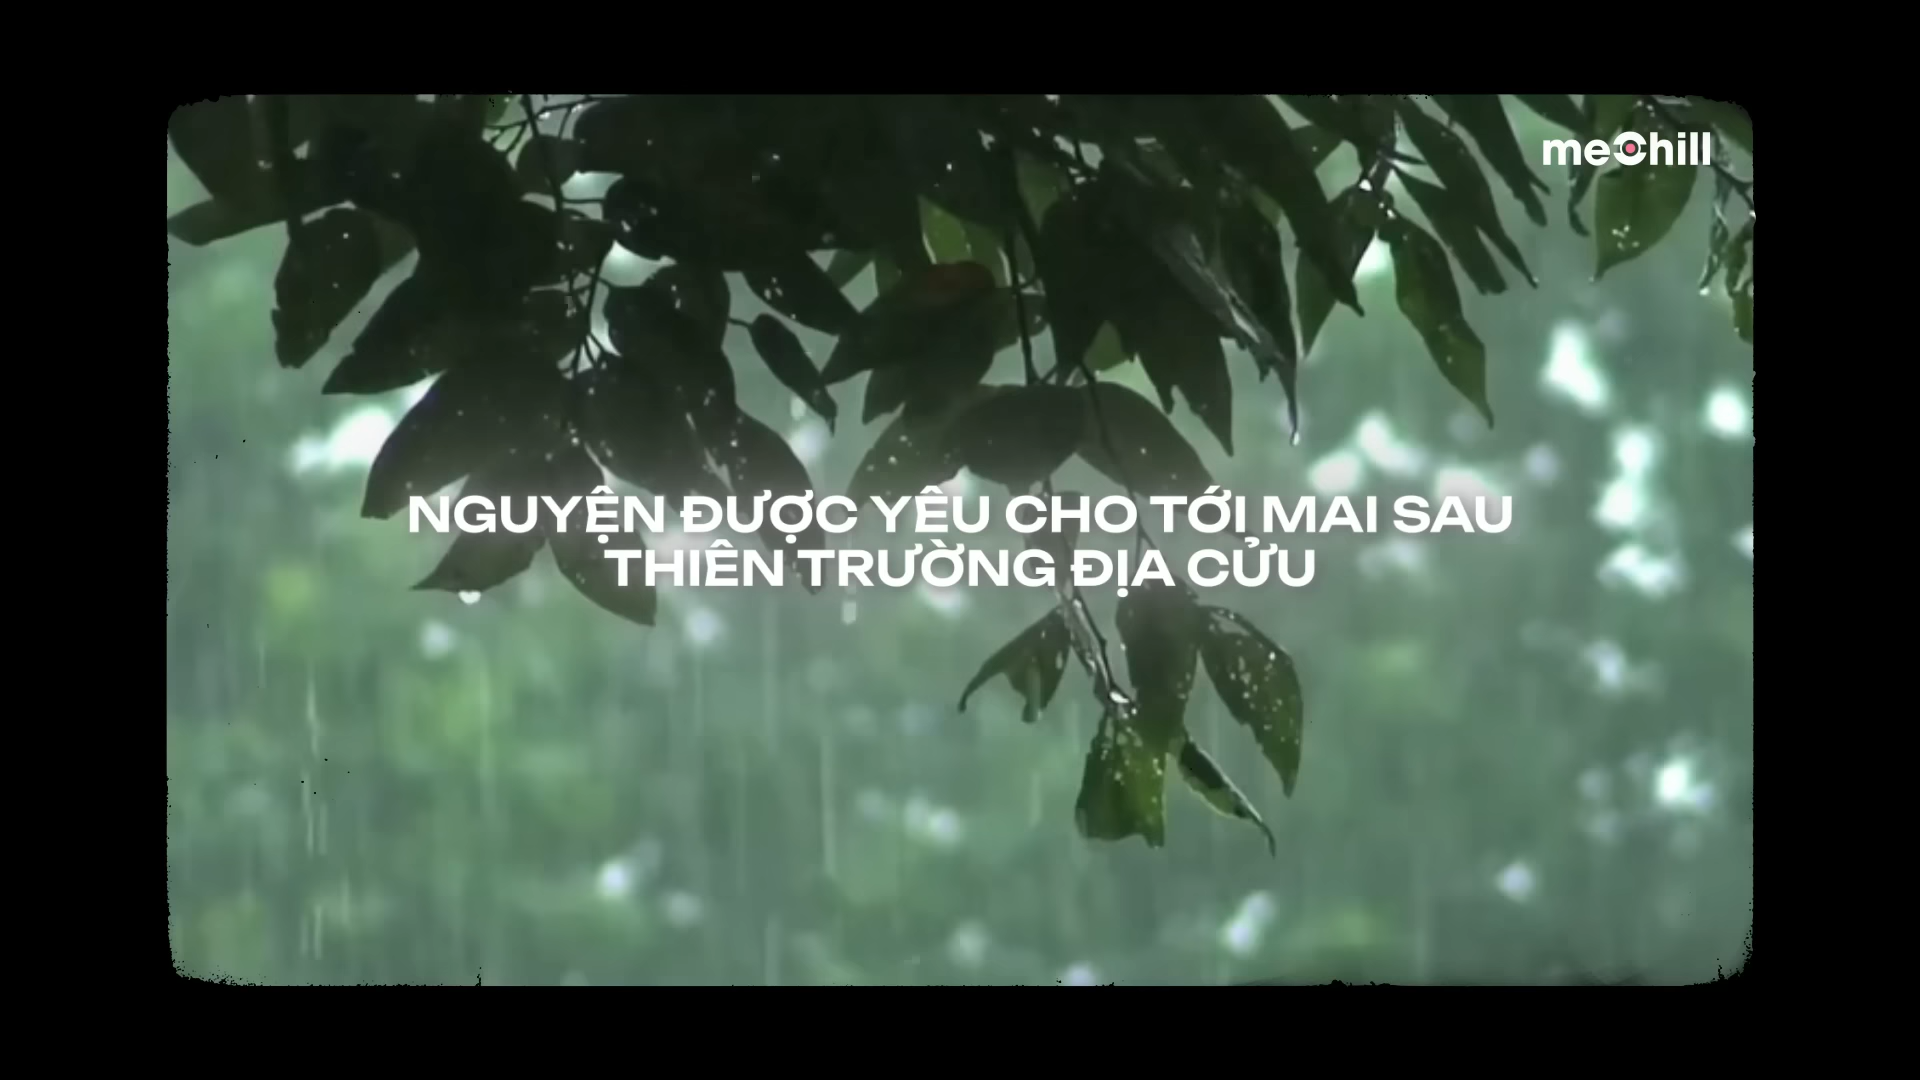 meChill
NGUYỆN ĐƯỢC YÊU CHO TỚI MAI SAU
THIÊN TRƯỜNG ĐỊA CỬU